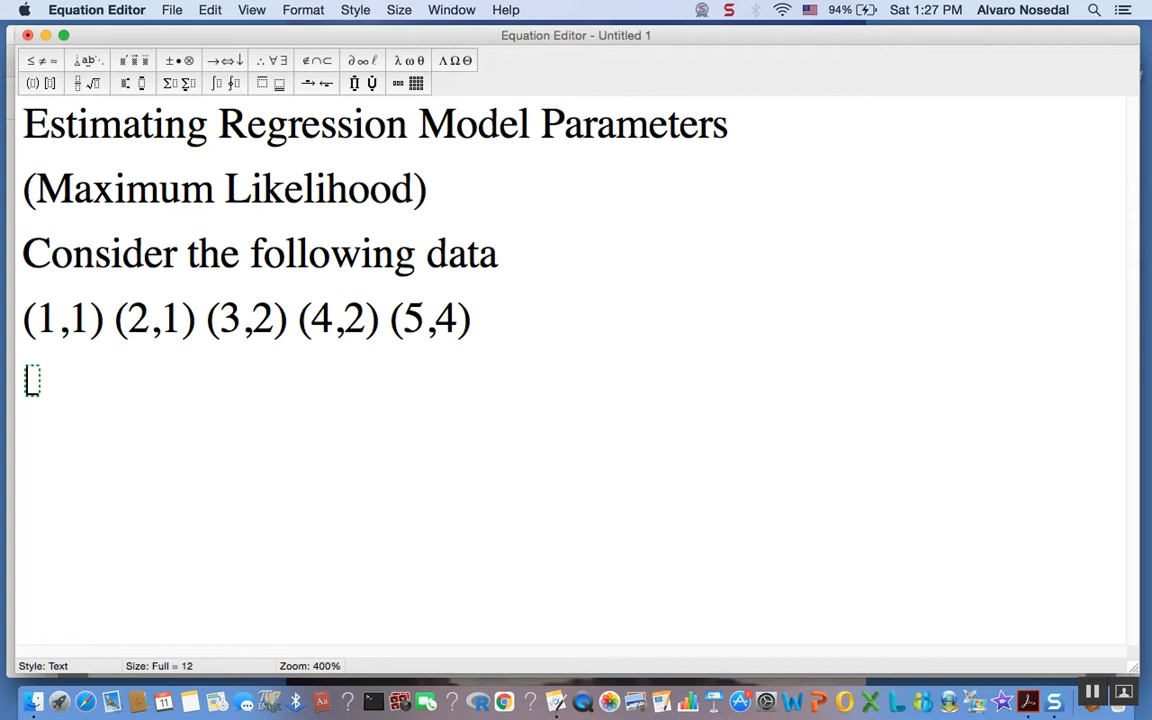 Equation Editor File Edit View Format Style Size Window Help 94% Sat 1:27 PM Alvaro Nosedal
Equation Editor - Untitled 1
Estimating Regression Model Parameters
(Maximum Likelihood)
Consider the following data
(1,1) (2,1) (3,2) (4,2) (5,4)
Style: Text Size: Full = 12 Zoom: 400%